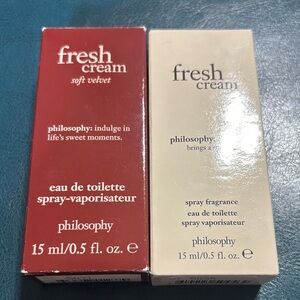 fresh
cream
soft velvet
philosophy: indulge in
life's sweet moments.
eau de toilette
spray-vaporisateur
philosophy
15 ml/0.5 fl. oz. e
fresh
cream
philosophy:
brings a
spray fragrance
eau de toilette
spray vaporisateur
philosophy
15 ml/0.5 fl. oz. e